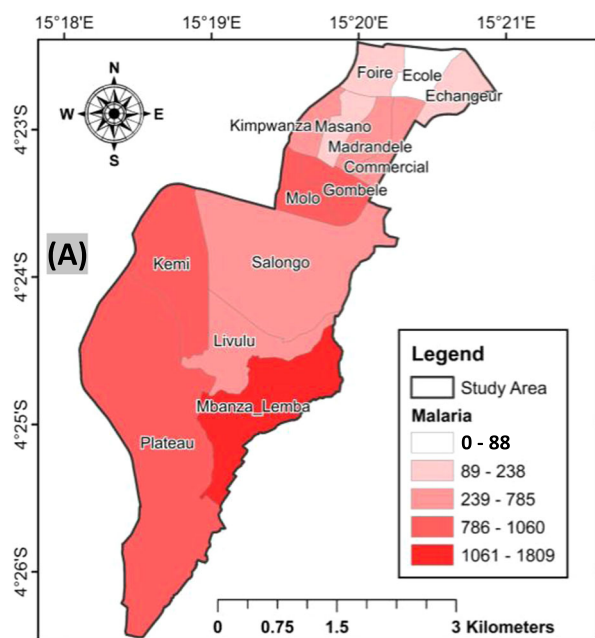 15°18'E 15°19'E 15°20'E 15°21'E
N
W E
S
4°23'S
4°24'S
4°25'S
4°26'S
(A)
Foire
Ecole
Echangeur
Kimpwanza
Masano
Madrandele
Commercial
Gombele
Molo
Kemi
Salongo
Livulu
Mbanza_Lemba
Plateau
Legend
Study Area
Malaria
0 - 88
89 - 238
239 - 785
786 - 1060
1061 - 1809
0 0.75 1.5 3 Kilometers